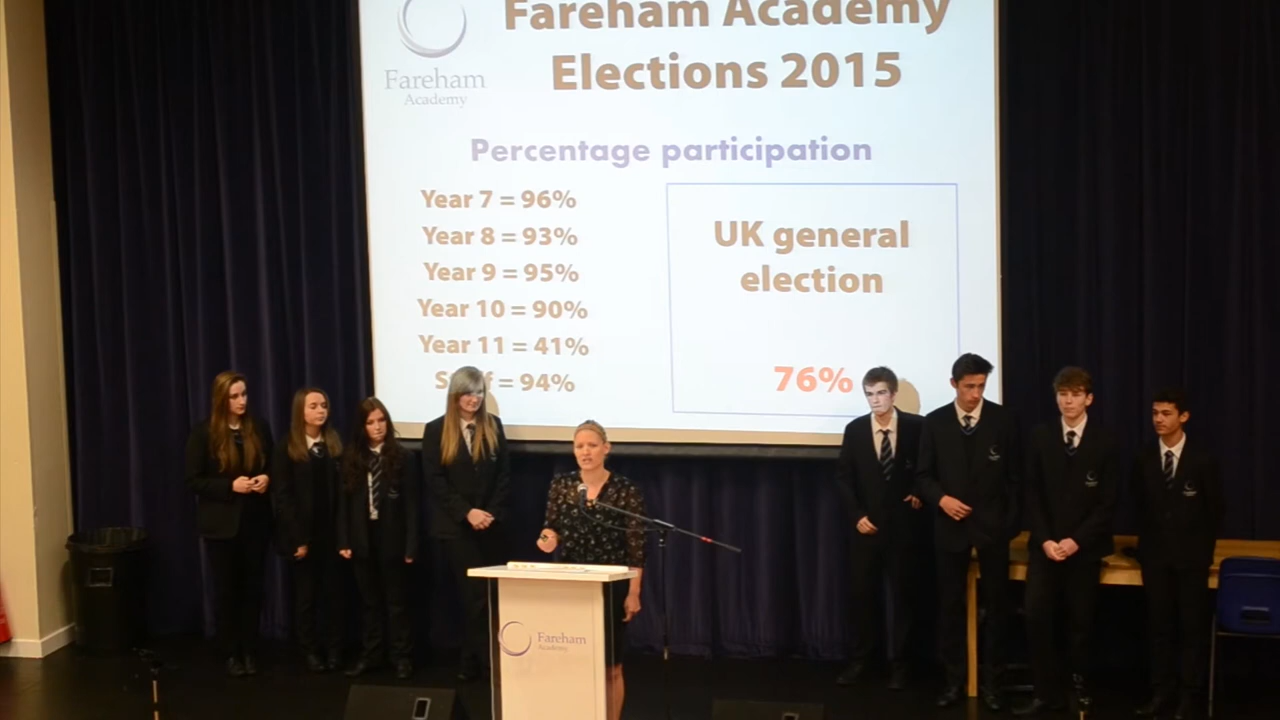 Fareham Academy
Elections 2015
Fareham
Academy
Percentage participation
Year 7 = 96%
Year 8 = 93%
Year 9 = 95%
Year 10 = 90%
Year 11 = 41%
= 94%
UK general
election
76%
Fareham
Academy